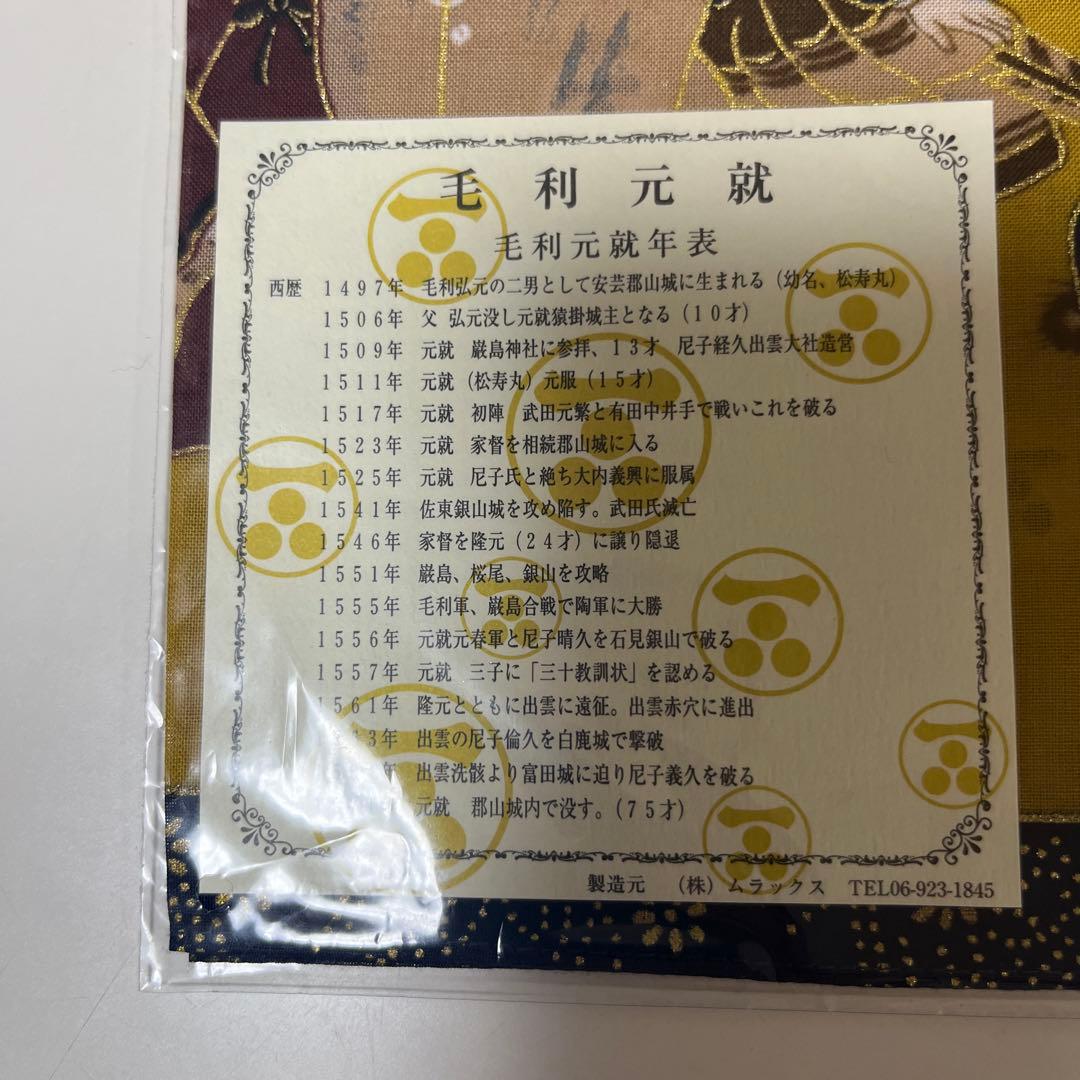 毛利元就
毛利元就年表
西歴 1497年 毛利弘元の二男として安芸郡山城に生まれる(幼名、松寿丸)
1506年 父 弘元没し元就猿掛城主となる(10才)
1509年 元就 厳島神社に参拝、13才 尼子経久出雲大社造営
1511年 元就(松寿丸)元服(15才)
1517年 元就 初陣 武田元繁と有田中井手で戦いこれを破る
1523年 元就 家督を相続郡山城に入る
1525年 元就 尼子氏と絶ち大内義興に服属
1541年 佐東銀山城を攻め陥す。武田氏滅亡
1546年 家督を隆元(24才)に譲り隠退
1551年 厳島、桜尾、銀山を攻略
1555年 毛利軍、厳島合戦で陶軍に大勝
1556年 元就元春軍と尼子晴久を石見銀山で破る
1557年 元就 三子に「三十教訓状」を認める
1561年 隆元とともに出雲に遠征。出雲赤穴に進出
3年 出雲の尼子倫久を白鹿城で撃破
年 出雲洗骸より富田城に迫り尼子義久を破る
元就 郡山城内で没す。(75才)
製造元 (株)ムラックス TEL06-923-1845